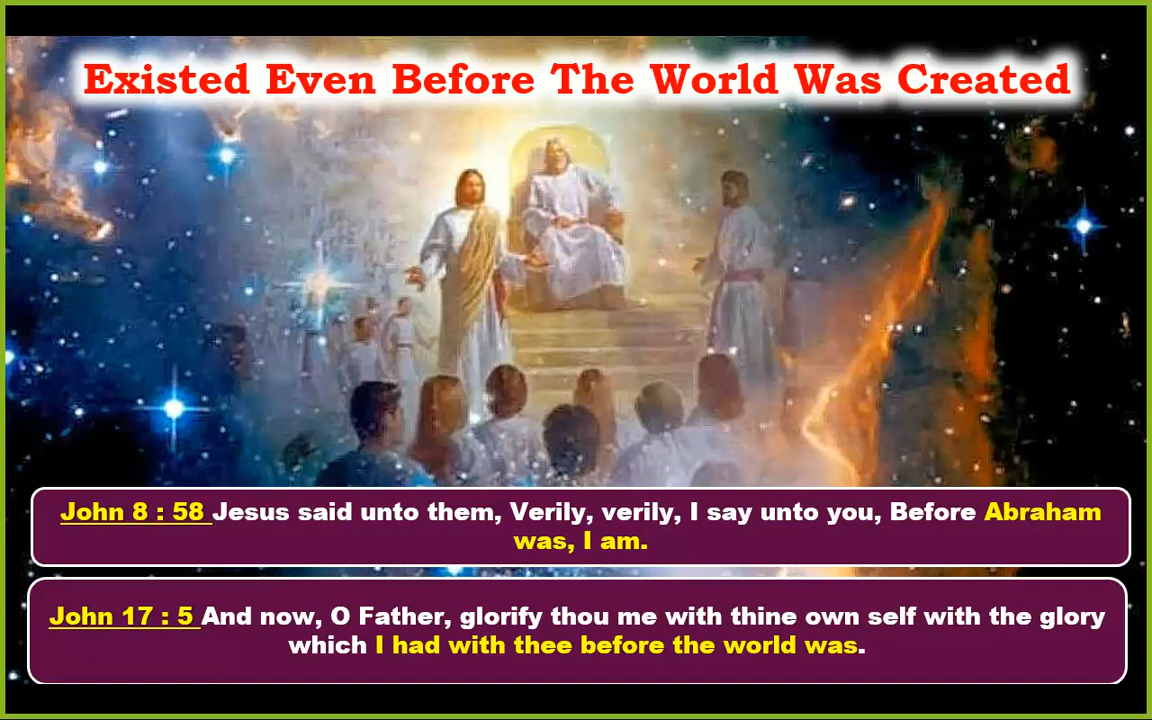 Existed Even Before The World Was Created
John 8 : 58 Jesus said unto them, Verily, verily, I say unto you, Before Abraham
was, I am.
John 17 : 5 And now, O Father, glorify thou me with thine own self with the glory
which I had with thee before the world was.